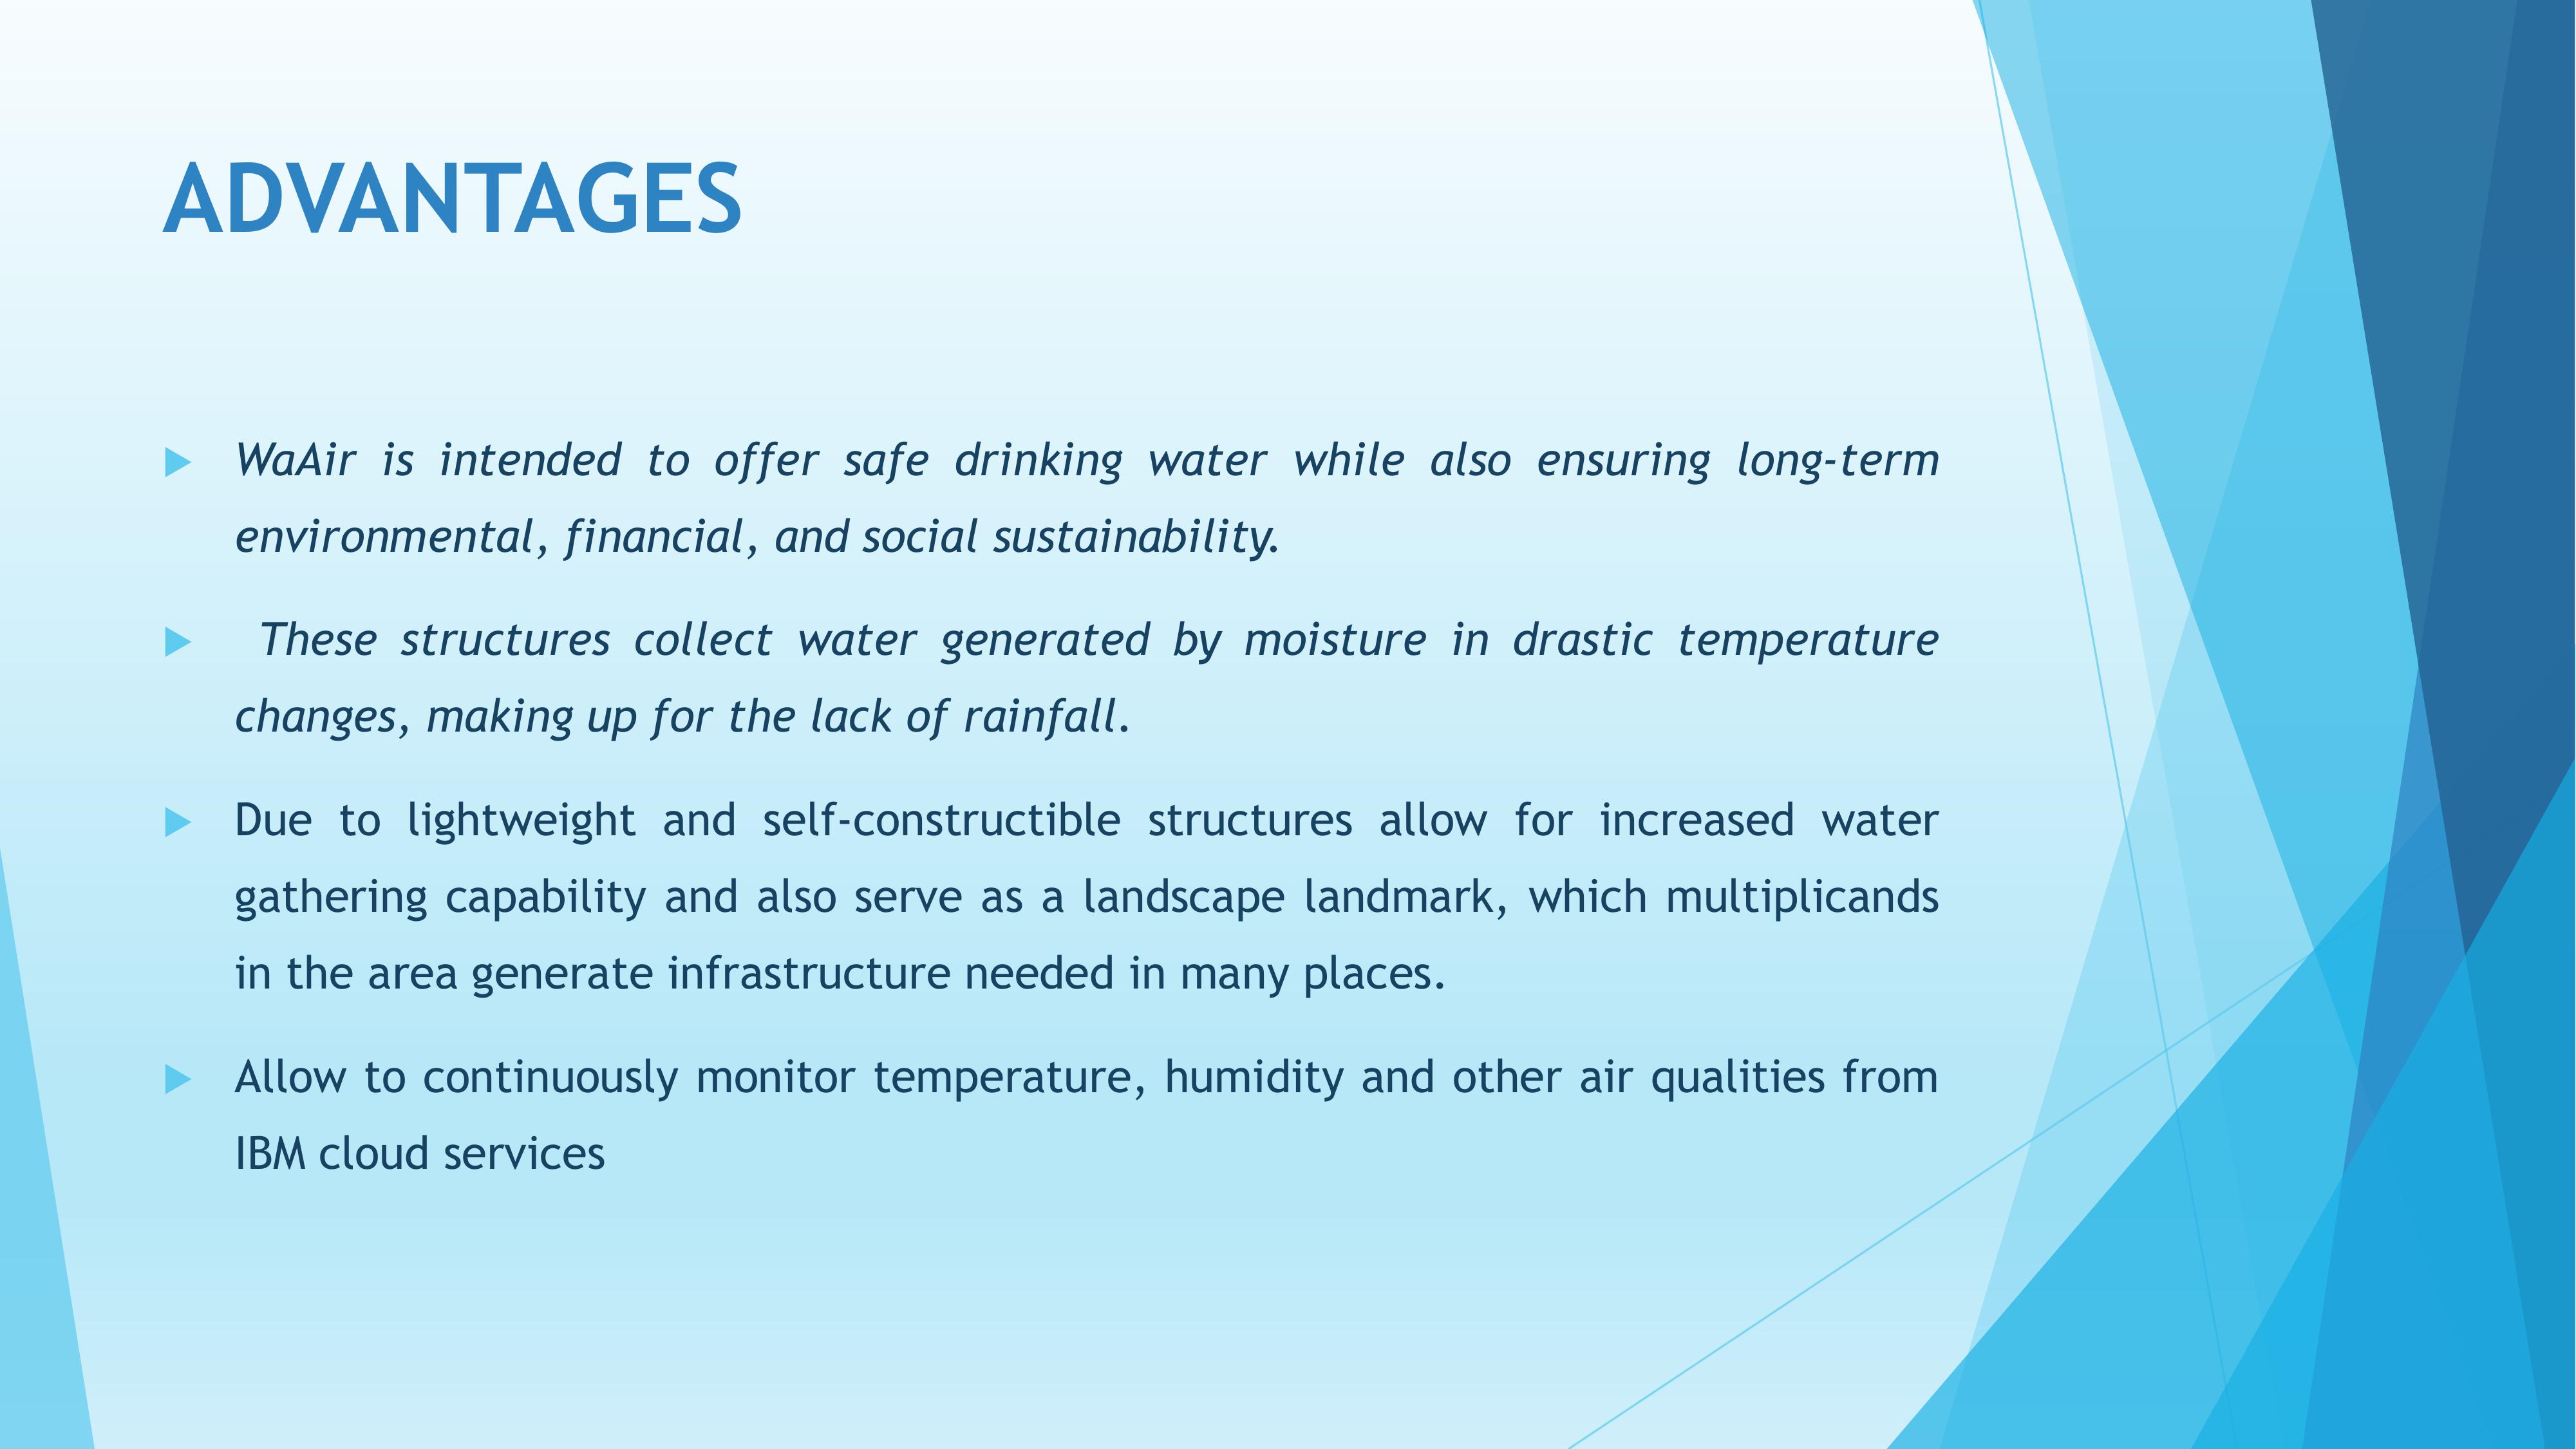 ADVANTAGES
WaAir is intended to offer safe drinking water while also ensuring long-term
environmental, financial, and social sustainability.
These structures collect water generated by moisture in drastic temperature
changes, making up for the lack of rainfall.
Due to lightweight and self-constructible structures allow for increased water
gathering capability and also serve as a landscape landmark, which multiplicands
in the area generate infrastructure needed in many places.
Allow to continuously monitor temperature, humidity and other air qualities from
IBM cloud services